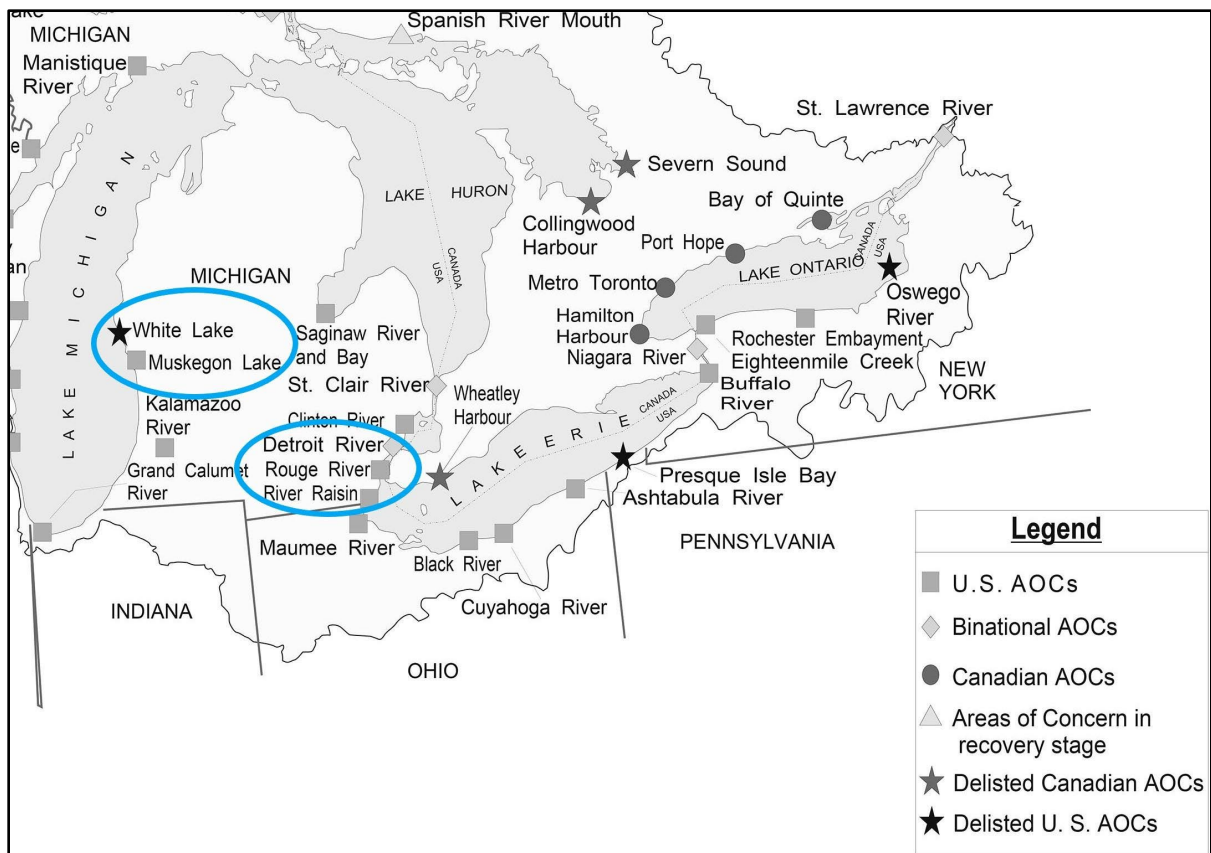 Spanish River Mouth
MICHIGAN
Manistique
River
St. Lawrence River
Severn Sound
LAKE HURON
CANADA
USA
Bay of Quinte
Collingwood
Harbour
Port Hope
CANADA
USA
LAKE ONTARIO
LAKE MICHIGAN
MICHIGAN
Metro Toronto
Oswego
River
White Lake
Muskegon Lake
Saginaw River
and Bay
Hamilton
Harbour
Niagara River
Rochester Embayment
Eighteenmile Creek
St. Clair River
Wheatley
Harbour
Buffalo
River
NEW
YORK
Kalamazoo
River
Clinton River
CANADA
USA
LAKE ERIE
Detroit River
Rouge River
River Raisin
Grand Calumet
River
Presque Isle Bay
Ashtabula River
Maumee River
Black River
Cuyahoga River
PENNSYLVANIA
INDIANA
OHIO
Legend
U.S. AOCs
Binational AOCs
Canadian AOCs
Areas of Concern in
recovery stage
Delisted Canadian AOCs
Delisted U. S. AOCs